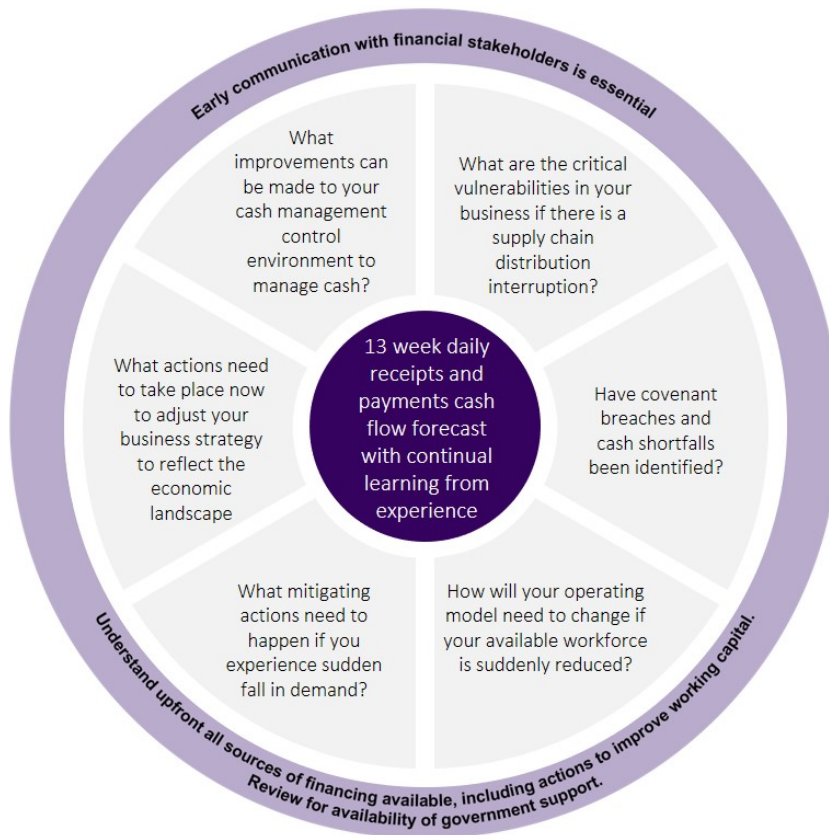 Early communication with financial stakeholders is essential
What
improvements can
be made to your
cash management
control
environment to
manage cash?
What are the critical
vulnerabilities in your
business if there is a
supply chain
distribution
interruption?
What actions need
to take place now
to adjust your
business strategy
to reflect the
economic
landscape
13 week daily
receipts and
payments cash
flow forecast
with continual
learning from
experience
Have covenant
breaches and
cash shortfalls
been identified?
What mitigating
actions need to
happen if you
experience sudden
fall in demand?
How will your operating
model need to change if
your available workforce
is suddenly reduced?
Understand upfront all sources of financing available, including actions to improve working capital.
Review for availability of government support.